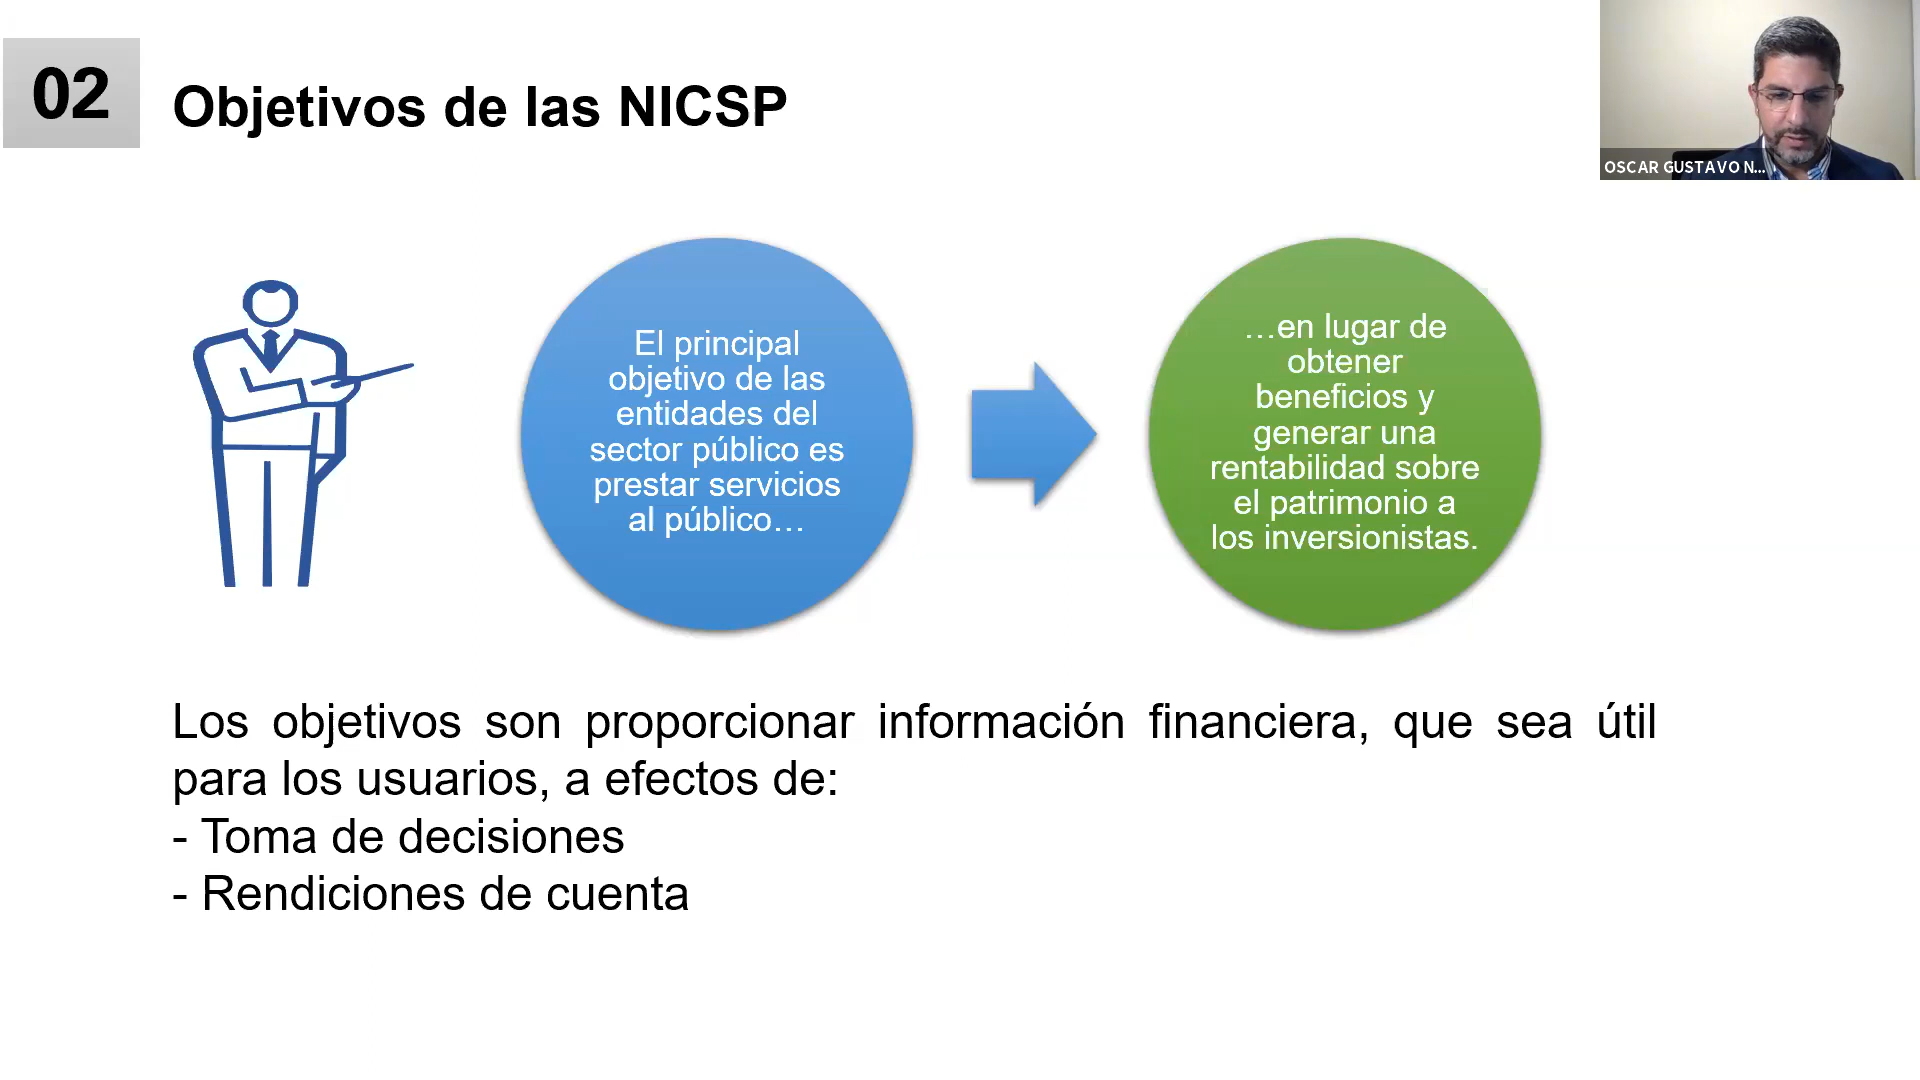 02
Objetivos de las NICSP
OSCAR GUSTAVO N...
El principal
objetivo de las
entidades del
sector público es
prestar servicios
al público…
…en lugar de
obtener
beneficios y
generar una
rentabilidad sobre
el patrimonio a
los inversionistas.
Los objetivos son proporcionar información financiera, que sea útil
para los usuarios, a efectos de:
- Toma de decisiones
- Rendiciones de cuenta